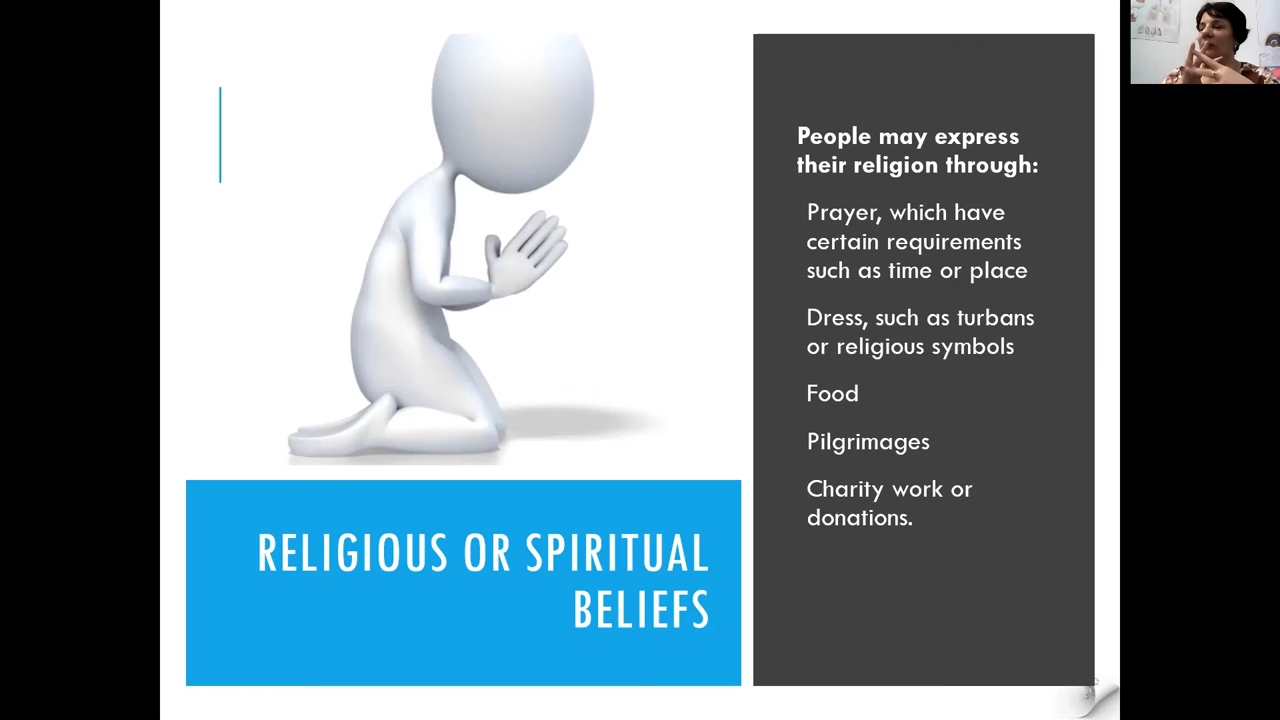 People may express
their religion through:
Prayer, which have
certain requirements
such as time or place
Dress, such as turbans
or religious symbols
Food
Pilgrimages
Charity work or
donations.
RELIGIOUS OR SPIRITUAL
BELIEFS